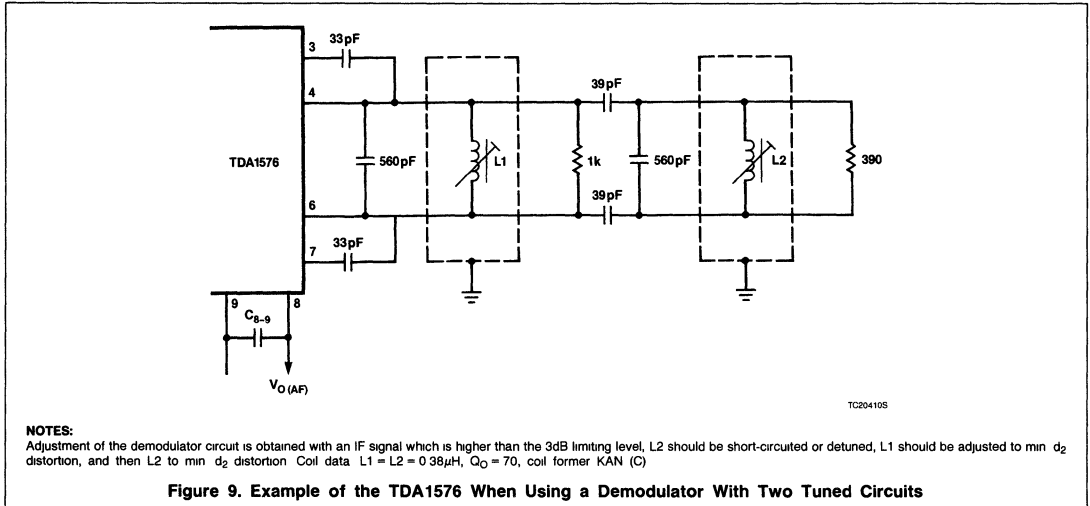 3
33pF
4
39pF
TDA1576
560pF
L1
1k
560pF
L2
390
6
39pF
7
33pF
9
8
C8-9
VO (AF)
TC20410S
NOTES:
Adjustment of the demodulator circuit is obtained with an IF signal which is higher than the 3dB limiting level, L2 should be short-circuited or detuned, L1 should be adjusted to min d2
distortion, and then L2 to min d2 distortion Coil data L1 = L2 = 0 38μH, QO = 70, coil former KAN (C)
Figure 9. Example of the TDA1576 When Using a Demodulator With Two Tuned Circuits